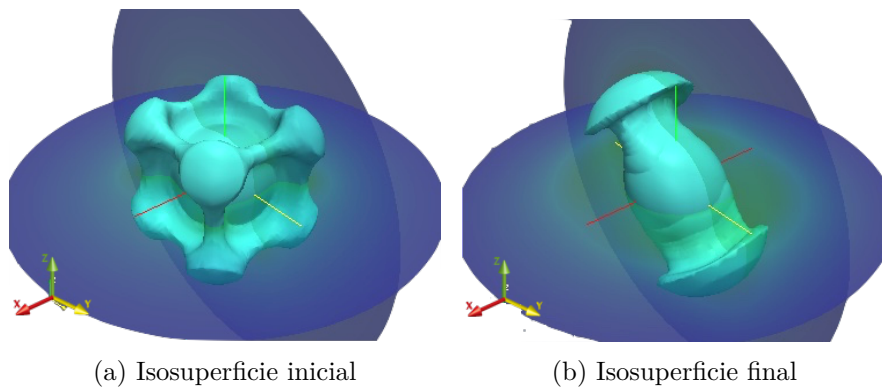 Z
X
Y
Z
X
Y
(a) Isosuperficie inicial
(b) Isosuperficie final